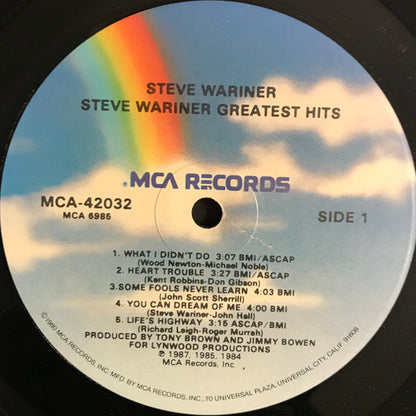 STEVE WARINER
STEVE WARINER GREATEST HITS
MCA RECORDS
MCA-42032
MCA 6985
SIDE 1
1. WHAT I DIDN'T DO 3:07 BMI/ASCAP
(Wood Newton-Michael Noble)
2. HEART TROUBLE 3:27 BMI/ASCAP
(Kent Robbins-Don Gibson)
3.SOME FOOLS NEVER LEARN 4:03 BMI
(John Scott Sherrill)
4. YOU CAN DREAM OF ME 4:00 BMI
(Steve Wariner-John Hall)
5. LIFE'S HIGHWAY 3:15 ASCAP/BMI
(Richard Leigh-Roger Murrah)
PRODUCED BY TONY BROWN AND JIMMY BOWEN
FOR LYNWOOD PRODUCTIONS
℗ 1987, 1985, 1984
MCA Records, Inc.
©1980 MCA RECORDS, INC. MFD. BY MCA RECORDS, INC., 70 UNIVERSAL PLAZA, UNIVERSAL CITY, CALIF. 91608